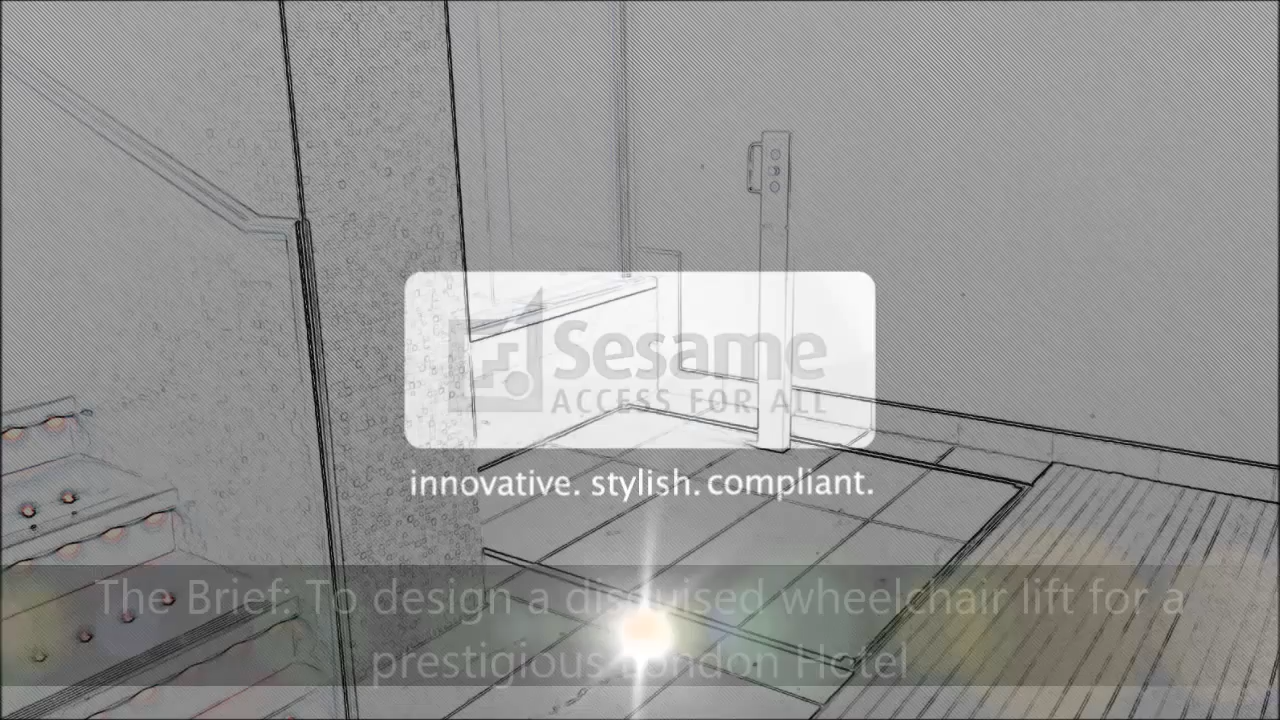 Sesame
ACCESS FOR ALL
innovative. stylish. compliant.
The Brief: To design a disguised wheelchair lift for a
prestigious London Hotel